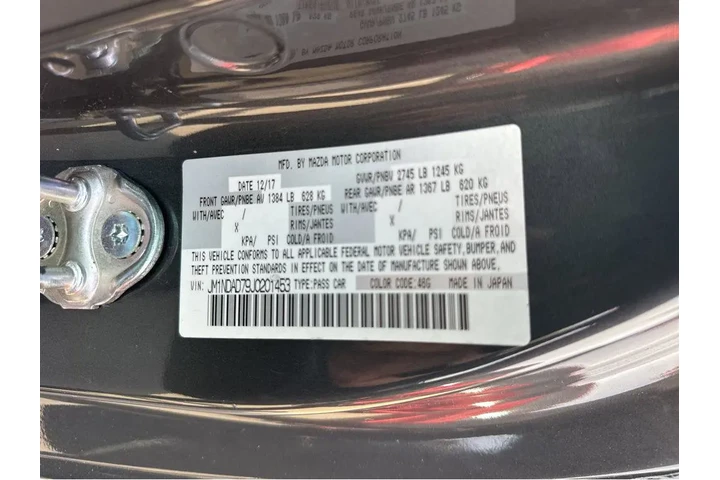 MFD. BY MAZDA MOTOR CORPORATION
DATE 12/17 GVWR/PNBV 2745 LB 1245 KG
FRONT GAWR/PNBE AV 1384 LB 628 KG REAR GAWR/PNBE AR 1367 LB 620 KG
WITH/AVEC / TIRES/PNEUS WITH/AVEC / TIRES/PNEUS
X RIMS/JANTES X RIMS/JANTES
KPA/ PSI COLD/A FROID KPA/ PSI COLD/A FROID
THIS VEHICLE CONFORMS TO ALL APPLICABLE FEDERAL MOTOR VEHICLE SAFETY, BUMPER, AND
THEFT PREVENTION STANDARDS IN EFFECT ON THE DATE OF MANUFACTURE SHOWN ABOVE.
VIN: JM1NDAD79J0201453 TYPE: PASS CAR COLOR CODE: 46G MADE IN JAPAN